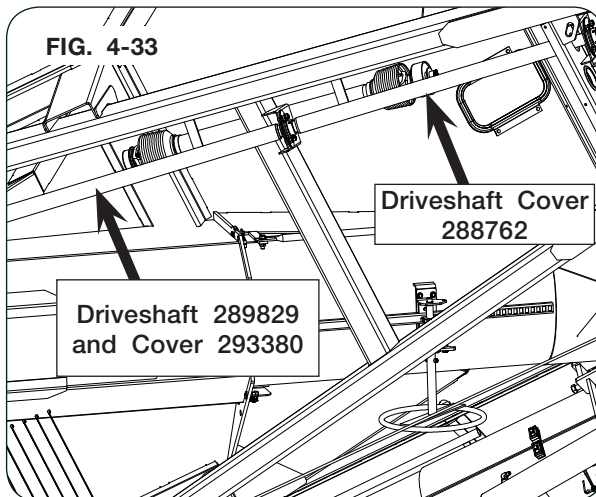 FIG. 4-33
Driveshaft Cover
288762
Driveshaft 289829
and Cover 293380